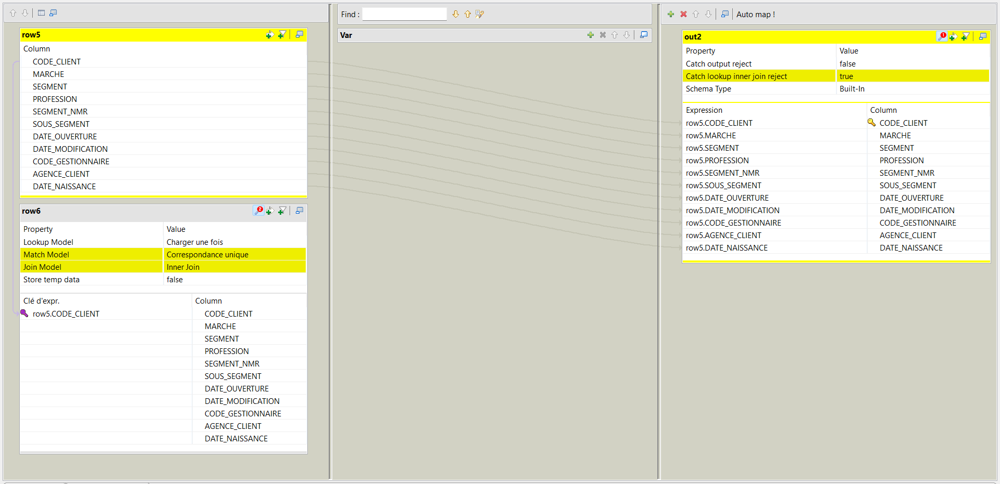 row5
Column
CODE_CLIENT
MARCHE
SEGMENT
PROFESSION
SEGMENT_NMR
SOUS_SEGMENT
DATE_OUVERTURE
DATE_MODIFICATION
CODE_GESTIONNAIRE
AGENCE_CLIENT
DATE_NAISSANCE
row6
2
Property Value
Lookup Model Charger une fois
Match Model Correspondance unique
Join Model Inner Join
Store temp data false
Clé d'expr. Column
row5.CODE_CLIENT CODE_CLIENT
MARCHE
SEGMENT
PROFESSION
SEGMENT_NMR
SOUS_SEGMENT
DATE_OUVERTURE
DATE_MODIFICATION
CODE_GESTIONNAIRE
AGENCE_CLIENT
DATE_NAISSANCE
Find :
Var
Auto map !
out2
1
Property Value
Catch output reject false
Catch lookup inner join reject true
Schema Type Built-In
Expression Column
row5.CODE_CLIENT CODE_CLIENT
row5.MARCHE MARCHE
row5.SEGMENT SEGMENT
row5.PROFESSION PROFESSION
row5.SEGMENT_NMR SEGMENT_NMR
row5.SOUS_SEGMENT SOUS_SEGMENT
row5.DATE_OUVERTURE DATE_OUVERTURE
row5.DATE_MODIFICATION DATE_MODIFICATION
row5.CODE_GESTIONNAIRE CODE_GESTIONNAIRE
row5.AGENCE_CLIENT AGENCE_CLIENT
row5.DATE_NAISSANCE DATE_NAISSANCE